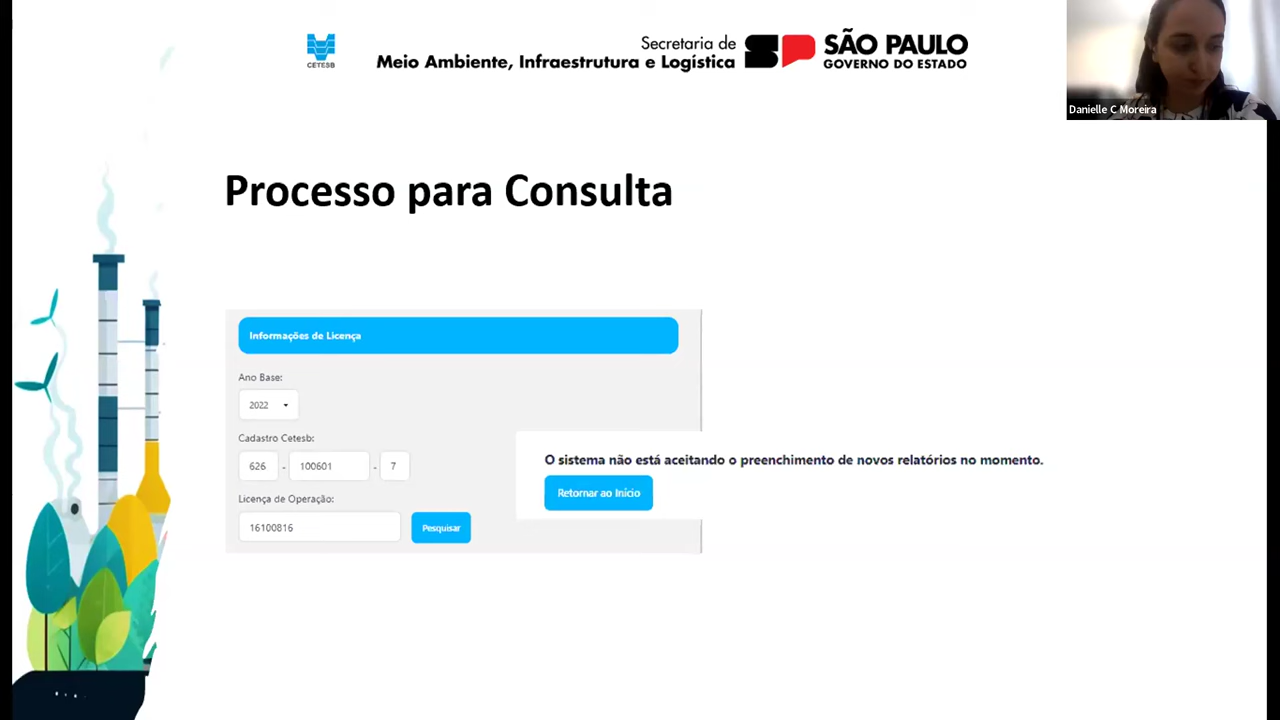 CETESB
Secretaria de
Meio Ambiente, Infraestrutura e Logística
SP
SÃO PAULO
GOVERNO DO ESTADO
Danielle C Moreira
Processo para Consulta
Informações de Licença
Ano Base:
2022
Cadastro Cetesb:
626 - 100601 - 7
Licença de Operação:
16100816
Pesquisar
O sistema não está aceitando o preenchimento de novos relatórios no momento.
Retornar ao Início